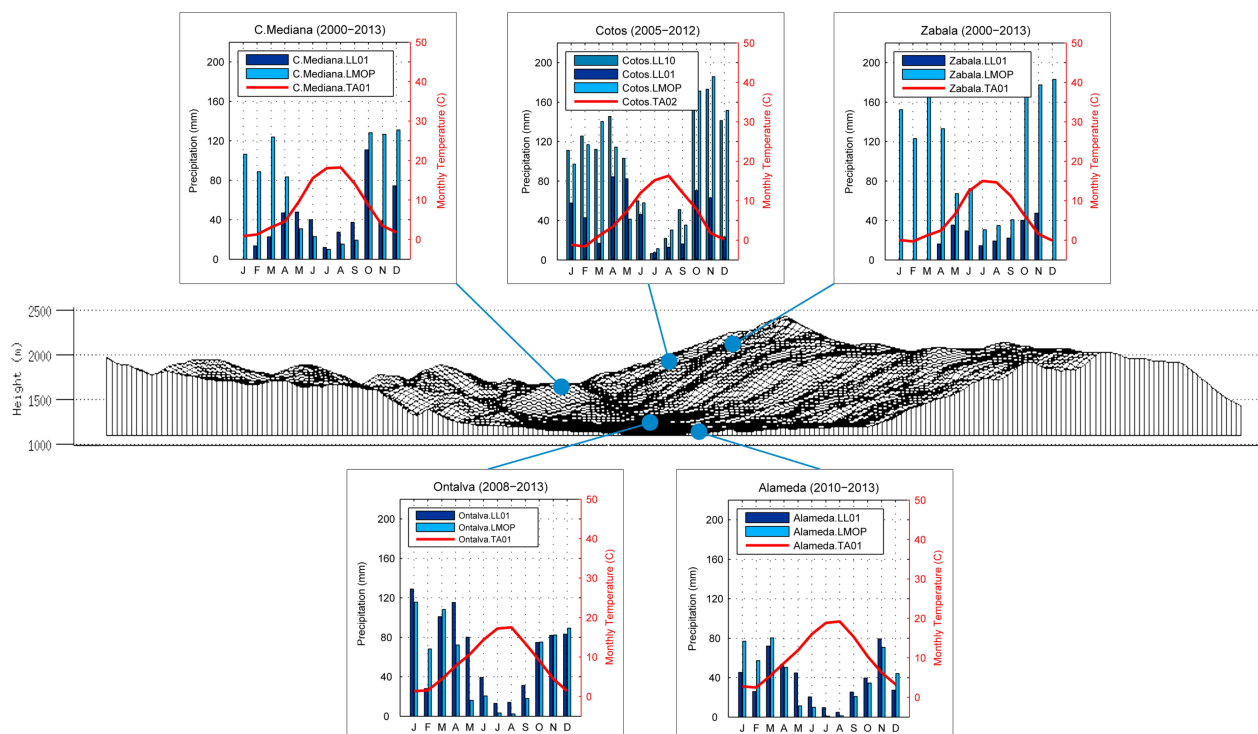 C.Mediana (2000−2013)
C.Mediana.LL01
C.Mediana.LMOP
C.Mediana.TA01
Precipitation (mm)
Monthly Temperature (C)
200
160
120
80
40
0
50
40
30
20
10
0
J F M A M J J A S O N D
Cotos (2005−2012)
Cotos.LL10
Cotos.LL01
Cotos.LMOP
Cotos.TA02
Precipitation (mm)
Monthly Temperature (C)
200
160
120
80
40
0
50
40
30
20
10
0
J F M A M J J A S O N D
Zabala (2000−2013)
Zabala.LL01
Zabala.LMOP
Zabala.TA01
Precipitation (mm)
Monthly Temperature (C)
200
160
120
80
40
0
50
40
30
20
10
0
J F M A M J J A S O N D
Height (m)
2500
2000
1500
1000
Ontalva (2008−2013)
Ontalva.LL01
Ontalva.LMOP
Ontalva.TA01
Precipitation (mm)
Monthly Temperature (C)
200
160
120
80
40
0
50
40
30
20
10
0
J F M A M J J A S O N D
Alameda (2010−2013)
Alameda.LL01
Alameda.LMOP
Alameda.TA01
Precipitation (mm)
Monthly Temperature (C)
200
160
120
80
40
0
50
40
30
20
10
0
J F M A M J J A S O N D